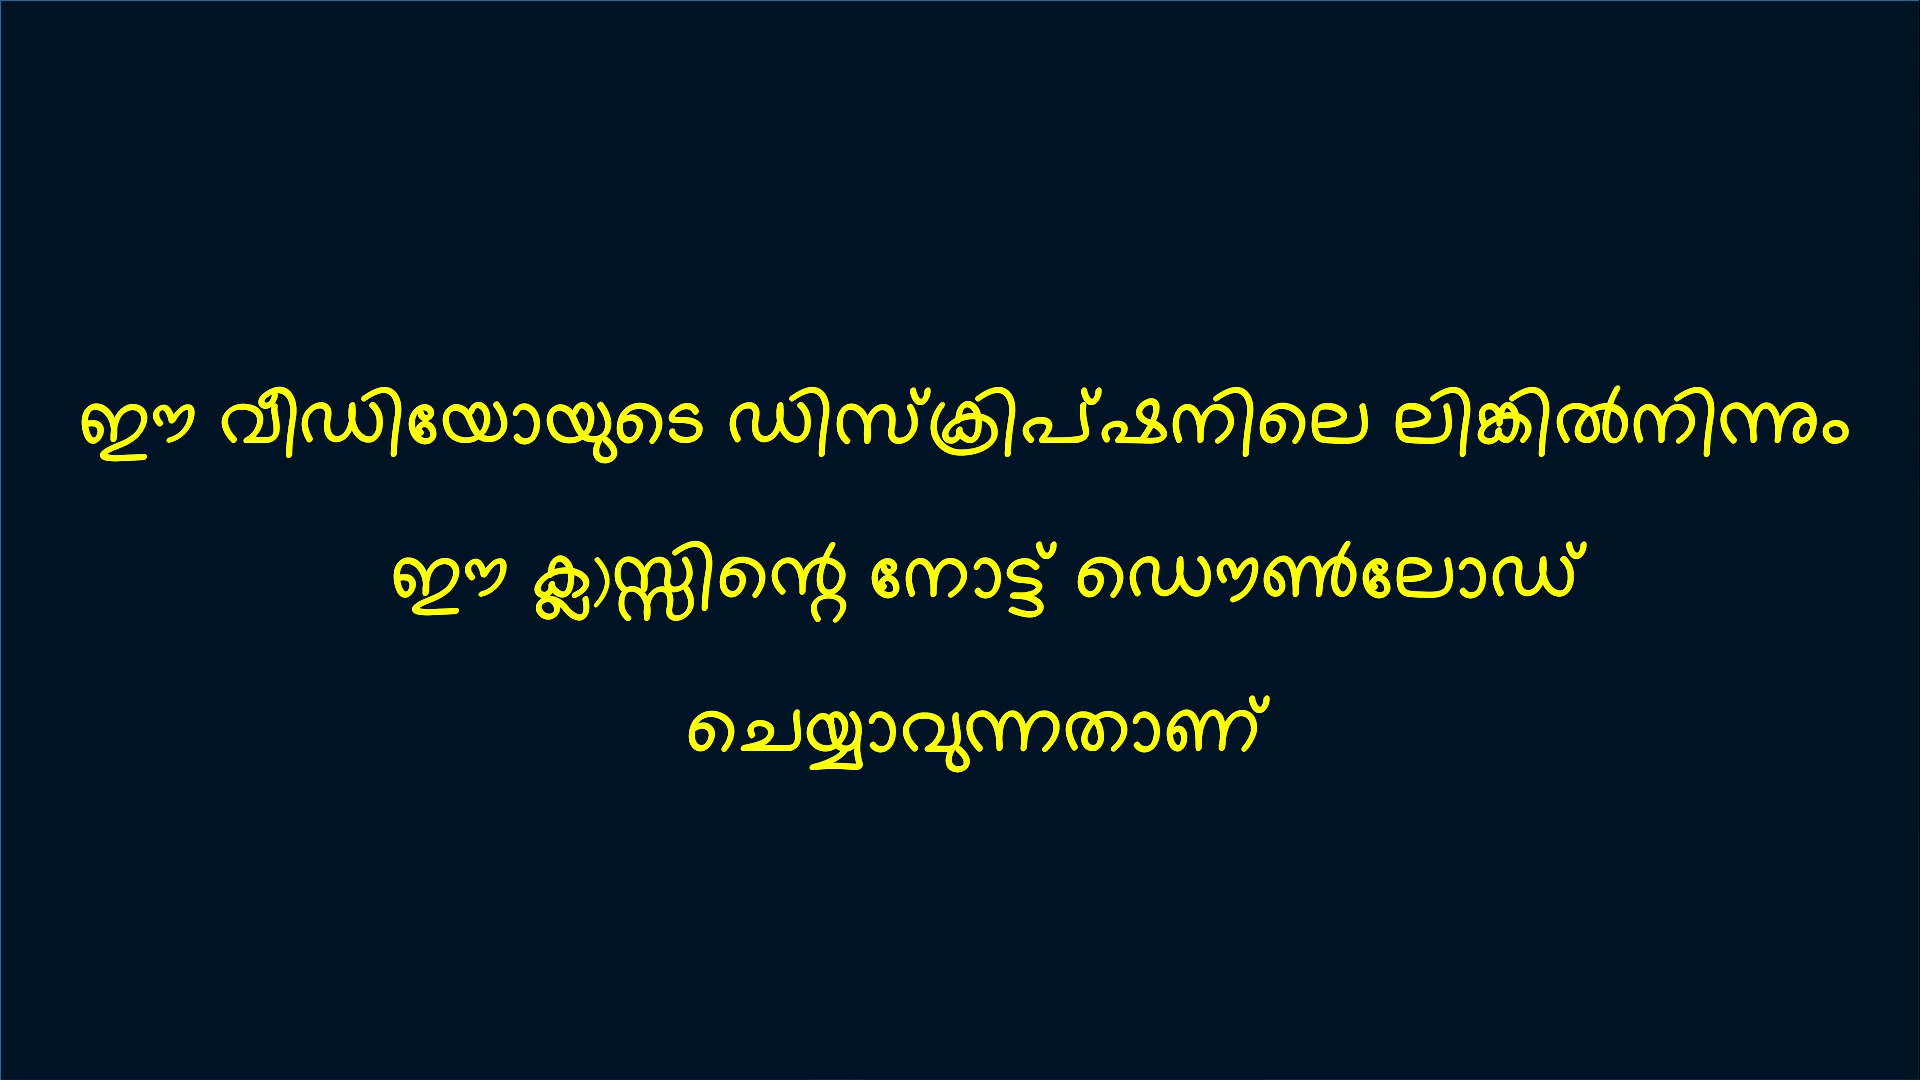 ഈ വീഡിയോയുടെ ഡിസ്ക്രിപ്ഷനിലെ ലിങ്കിൽനിന്നും
ഈ ക്ലാസ്സിന്റെ നോട്ട് ഡൌൺലോഡ്
ചെയ്യാവുന്നതാണ്